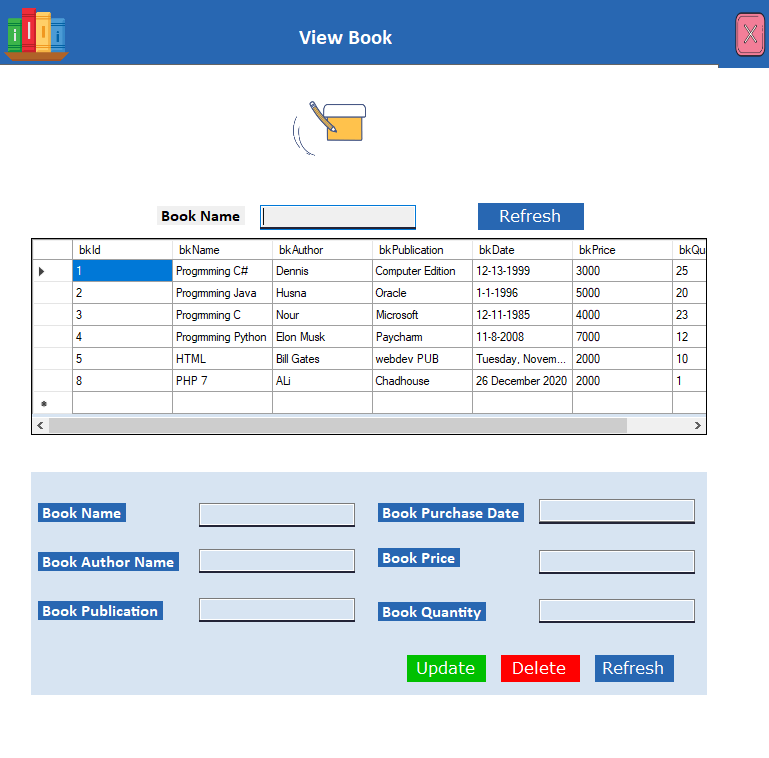 View Book
X
Book Name Refresh
bkId bkName bkAuthor bkPublication bkDate bkPrice bkQu
1 Progmming C# Dennis Computer Edition 12-13-1999 3000 25
2 Progmming Java Husna Oracle 1-1-1996 5000 20
3 Progmming C Nour Microsoft 12-11-1985 4000 23
4 Progmming Python Elon Musk Paycham 11-8-2008 7000 12
5 HTML Bill Gates webdev PUB Tuesday, Novem... 2000 10
8 PHP 7 ALi Chadhouse 26 December 2020 2000 1
Book Name Book Purchase Date
Book Author Name Book Price
Book Publication Book Quantity
Update Delete Refresh